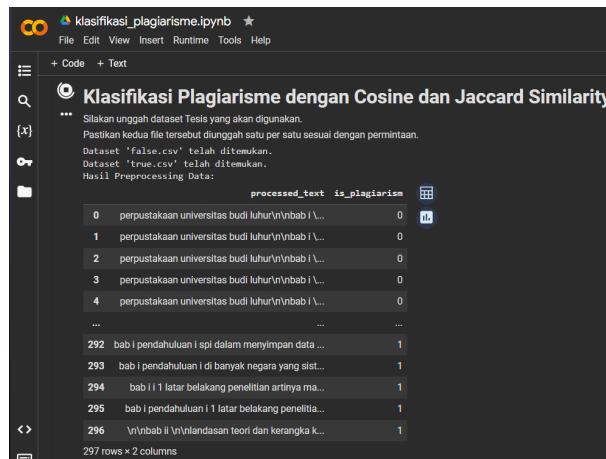 klasifikasi_plagiarisme.ipynb
File Edit View Insert Runtime Tools Help
+ Code + Text
Klasifikasi Plagiarisme dengan Cosine dan Jaccard Similarity
Silakan unggah dataset Tesis yang akan digunakan.
Pastikan kedua file tersebut diunggah satu per satu sesuai dengan permintaan.
Dataset 'false.csv' telah ditemukan.
Dataset 'true.csv' telah ditemukan.
Hasil Preprocessing Data:
processed_text is_plagiarism
0 perpustakaan universitas budi luhur\n\nbab i \... 0
1 perpustakaan universitas budi luhur\n\nbab i \... 0
2 perpustakaan universitas budi luhur\n\nbab i \... 0
3 perpustakaan universitas budi luhur\n\nbab i \... 0
4 perpustakaan universitas budi luhur\n\nbab i \... 0
... ... ...
292 bab i pendahuluan i spi dalam menyimpan data ... 1
293 bab i pendahuluan i di banyak negara yang sist... 1
294 bab i i 1 latar belakang penelitian artinya ma... 1
295 bab i pendahuluan i 1 latar belakang penelitia... 1
296 \n\nbab ii \n\nlandasan teori dan kerangka k... 1
297 rows × 2 columns